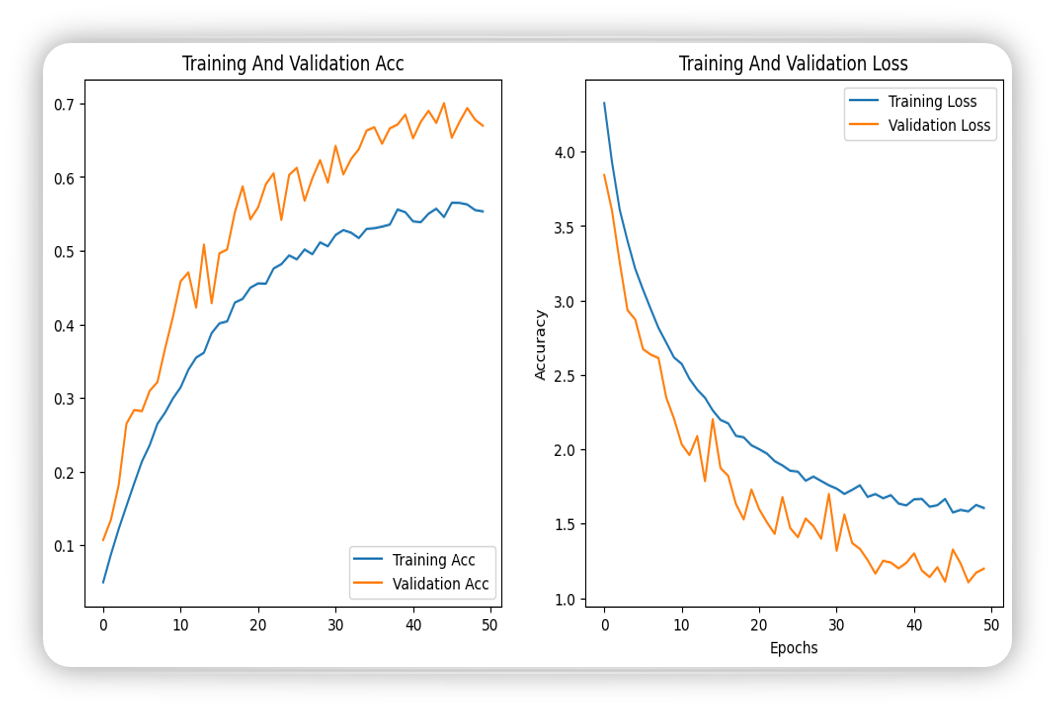 Training And Validation Acc
0.7
0.6
0.5
0.4
0.3
0.2
0.1
0 10 20 30 40 50
Training Acc
Validation Acc
Training And Validation Loss
Accuracy
4.0
3.5
3.0
2.5
2.0
1.5
1.0
0 10 20 30 40 50
Epochs
Training Loss
Validation Loss